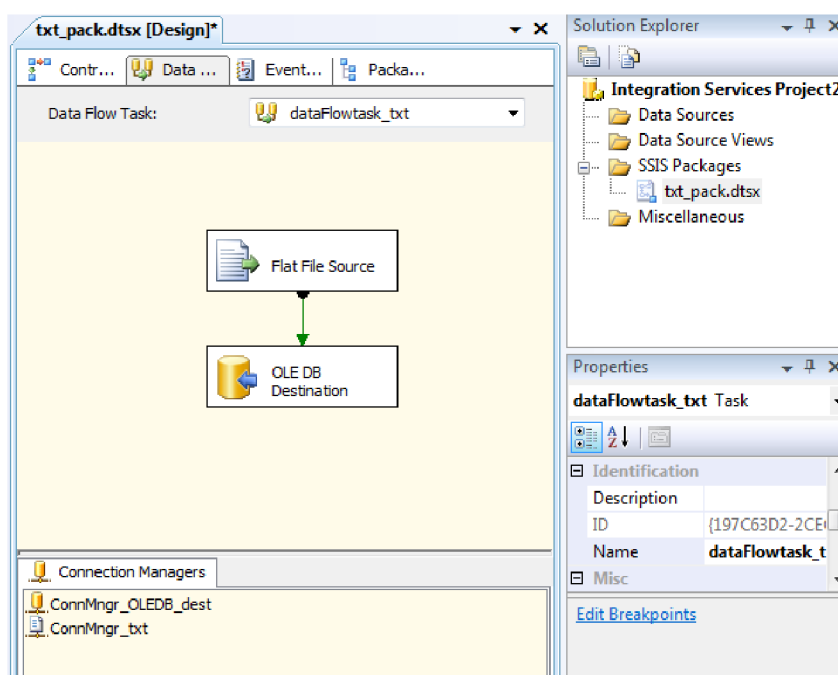 txt_pack.dtsx [Design]*
Contr... Data ... Event... Packa...
Data Flow Task: dataFlowtask_txt
Flat File Source
OLE DB
Destination
Connection Managers
ConnMngr_OLEDB_dest
ConnMngr_txt
Solution Explorer
Integration Services Project2
Data Sources
Data Source Views
SSIS Packages
txt_pack.dtsx
Miscellaneous
Properties
dataFlowtask_txt Task
Identification
Description
ID {197C63D2-2CE
Name dataFlowtask_t
Misc
Edit Breakpoints